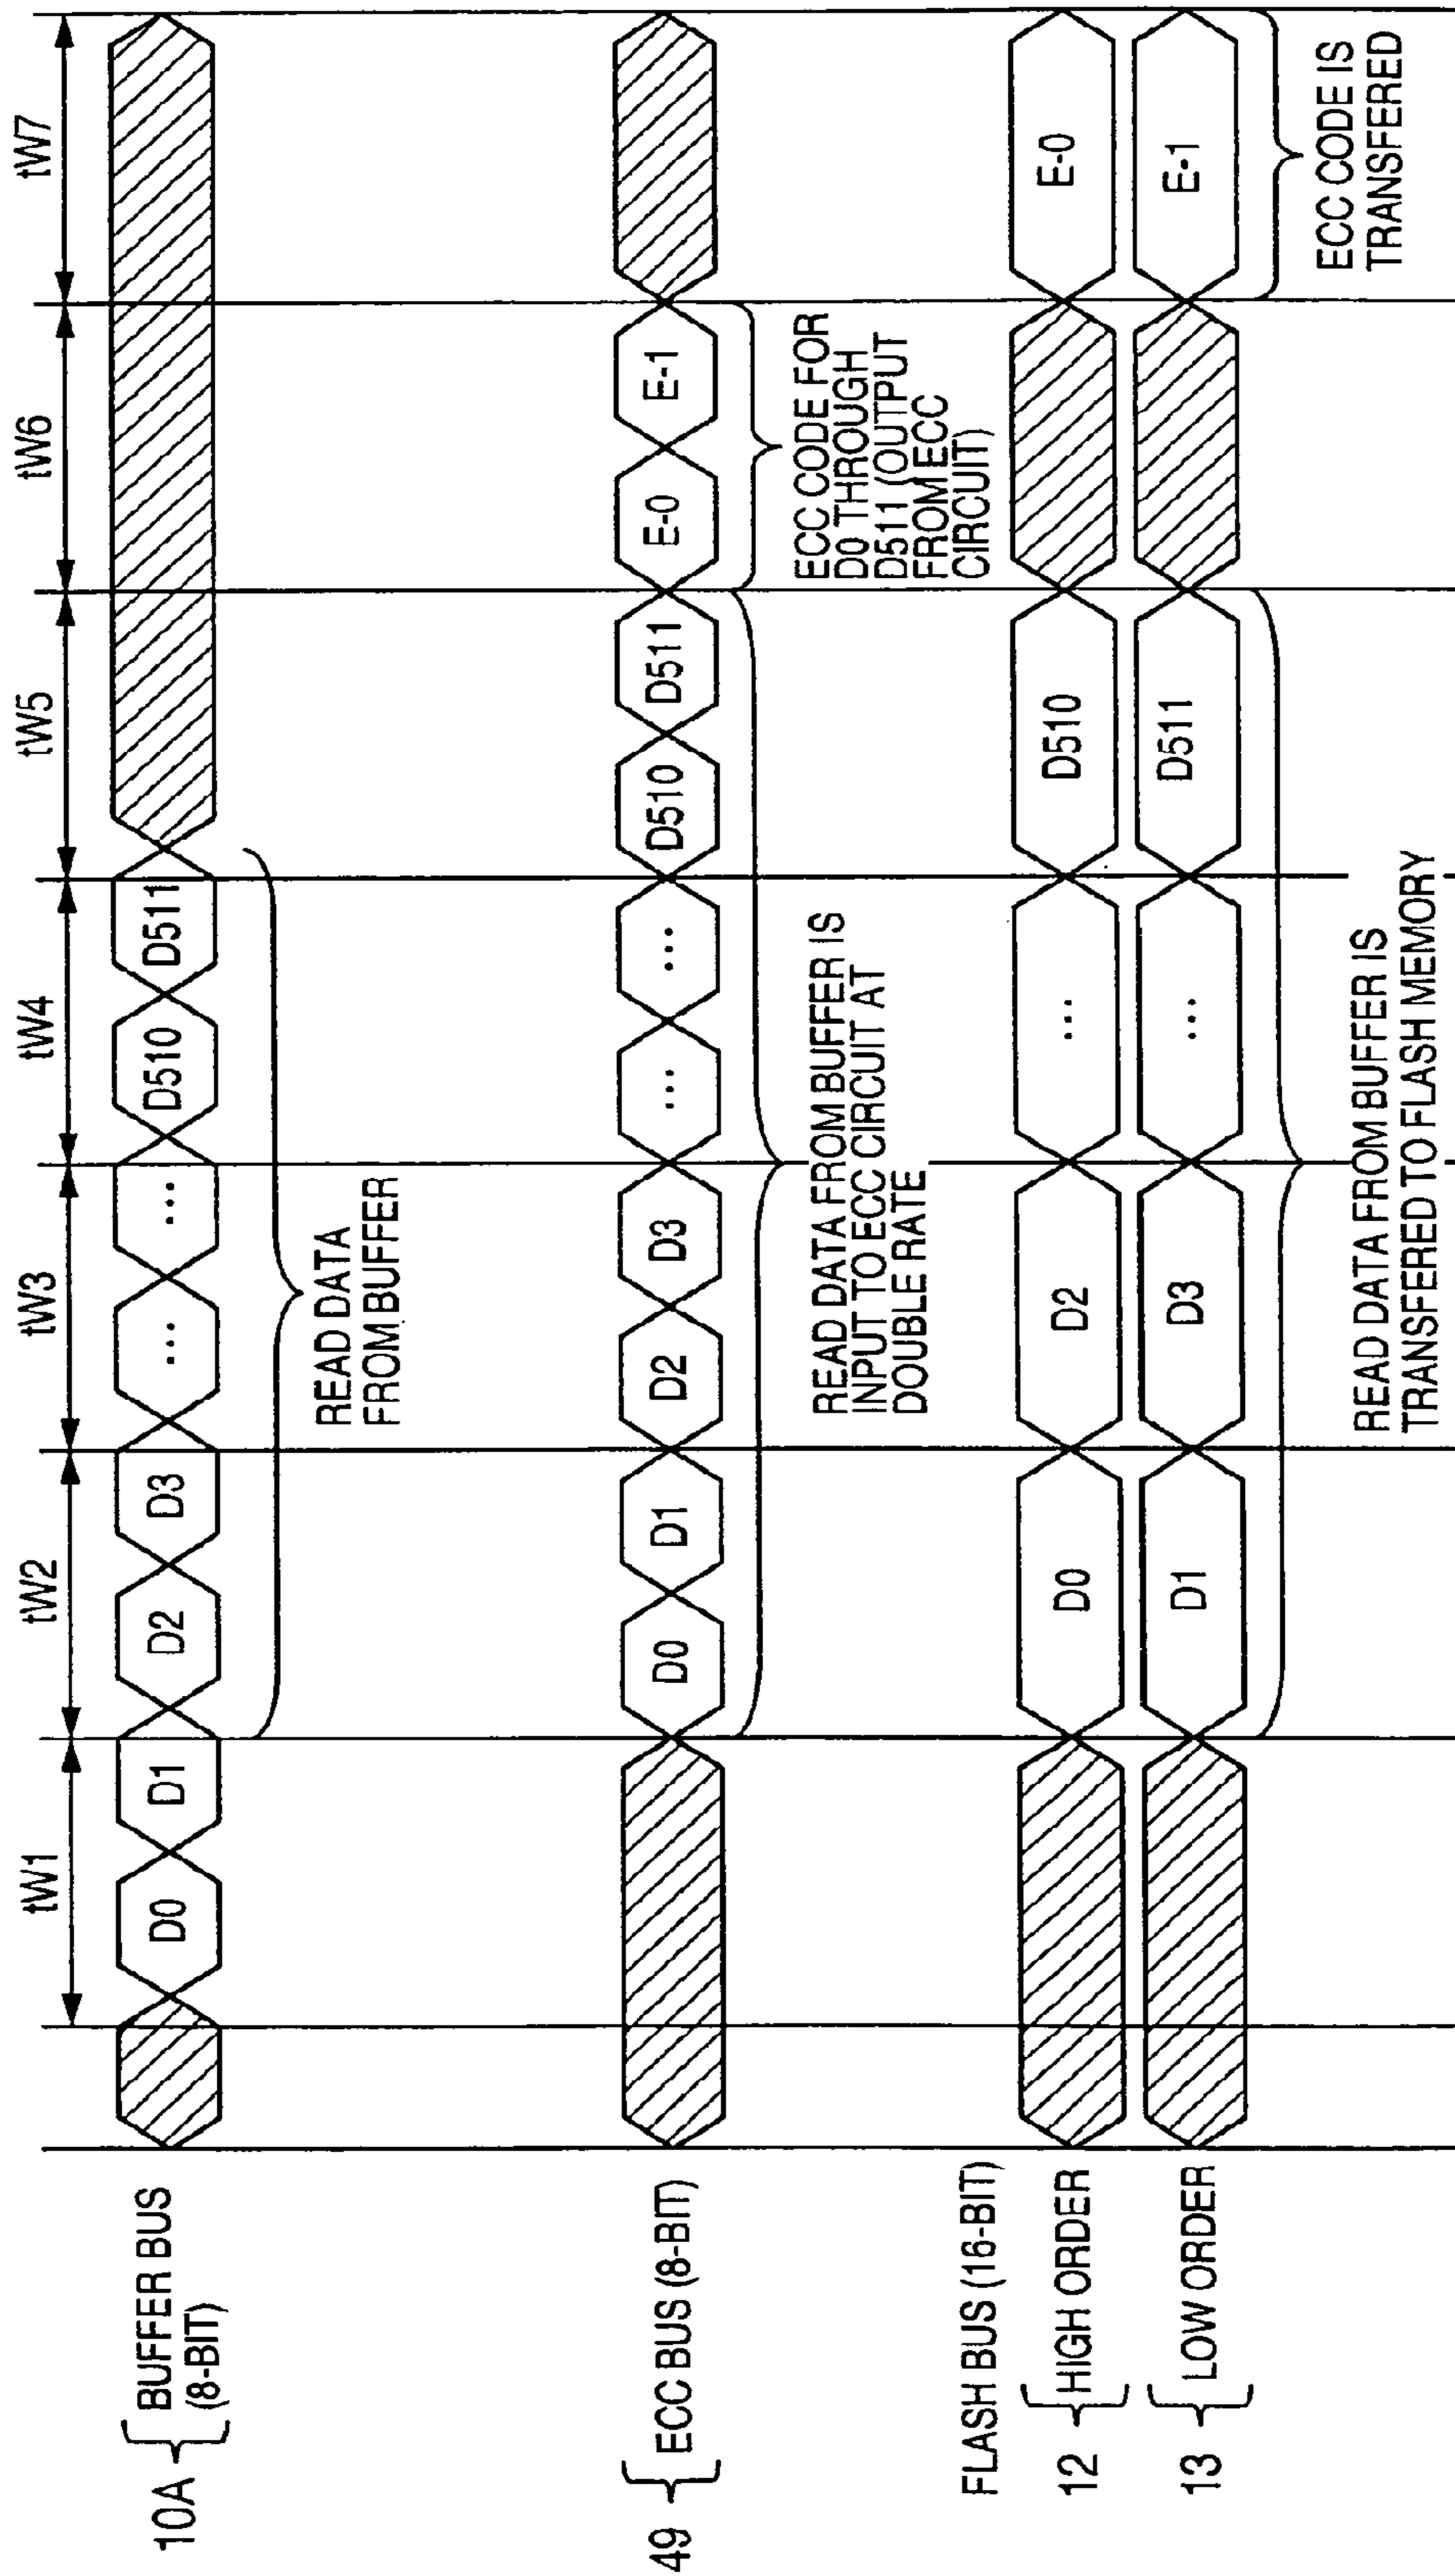 tW1 tW2 tW3 tW4 tW5 tW6 tW7
10A BUFFER BUS
(8-BIT)
D0 D1 D2 D3 ... ... D510 D511
READ DATA
FROM BUFFER
49 ECC BUS (8-BIT)
D0 D1 D2 D3 ... ... D510 D511 E-0 E-1
READ DATA FROM BUFFER IS
INPUT TO ECC CIRCUIT AT
DOUBLE RATE
ECC CODE FOR
D0 THROUGH
D511 (OUTPUT
FROM ECC
CIRCUIT)
FLASH BUS (16-BIT)
12 HIGH ORDER
D0 D2 ... D510 E-0
13 LOW ORDER
D1 D3 ... D511 E-1
READ DATA FROM BUFFER IS
TRANSFERED TO FLASH MEMORY
ECC CODE IS
TRANSFERED